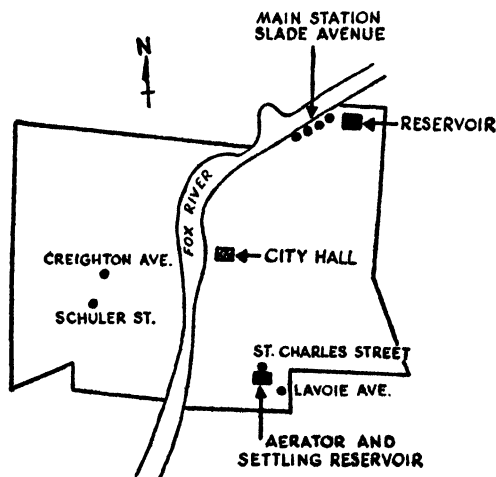 MAIN STATION
SLADE AVENUE
N
RESERVOIR
FOX RIVER
CREIGHTON AVE.
CITY HALL
SCHULER ST.
ST. CHARLES STREET
LAVOIE AVE.
AERATOR AND
SETTLING RESERVOIR